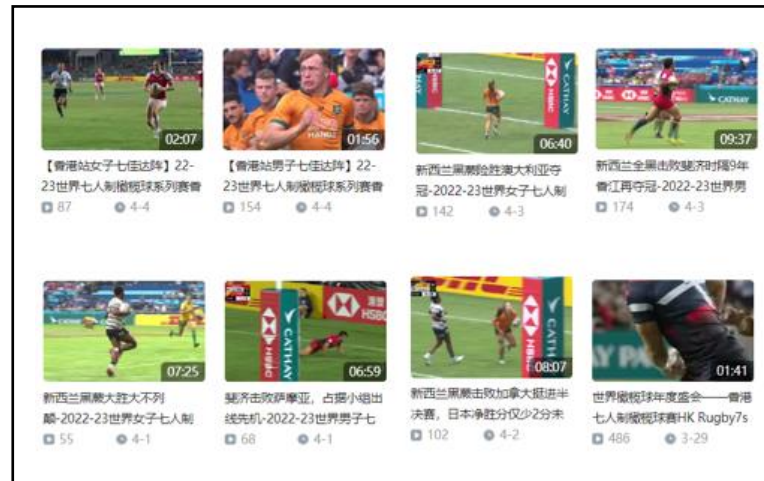 02:07
【香港站女子七佳达阵】22-
23世界七人制橄榄球系列赛香
87 4-4
HANGE
01:56
【香港站男子七佳达阵】22-
23世界七人制橄榄球系列赛香
154 4-4
HSBC
CATHAY
06:40
新西兰黑蕨险胜澳大利亚夺
冠-2022-23世界女子七人制
142 4-3
CATHAY
09:37
新西兰全黑击败斐济时隔9年
香江再夺冠-2022-23世界男
174 4-3
07:25
新西兰黑蕨大胜大不列
颠-2022-23世界女子七人制
55 4-1
HSBC
CATHAY
HSBC
06:59
斐济击败萨摩亚，占据小组出
线先机-2022-23世界男子七
68 4-1
CATHAY
08:07
新西兰黑蕨击败加拿大挺进半
决赛，日本净胜分仅少2分未
102 4-2
01:41
世界橄榄球年度盛会——香港
七人制橄榄球赛HK Rugby7s
486 3-29